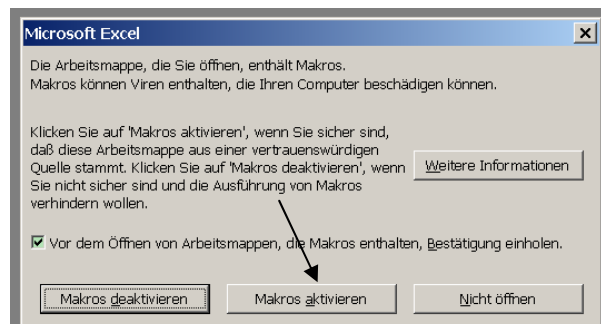 Microsoft Excel
Die Arbeitsmappe, die Sie öffnen, enthält Makros.
Makros können Viren enthalten, die Ihren Computer beschädigen können.
Klicken Sie auf 'Makros aktivieren', wenn Sie sicher sind,
daß diese Arbeitsmappe aus einer vertrauenswürdigen
Quelle stammt. Klicken Sie auf 'Makros deaktivieren', wenn
Sie nicht sicher sind und die Ausführung von Makros
verhindern wollen.
Weitere Informationen
Vor dem Öffnen von Arbeitsmappen, die Makros enthalten, Bestätigung einholen.
Makros deaktivieren
Makros aktivieren
Nicht öffnen